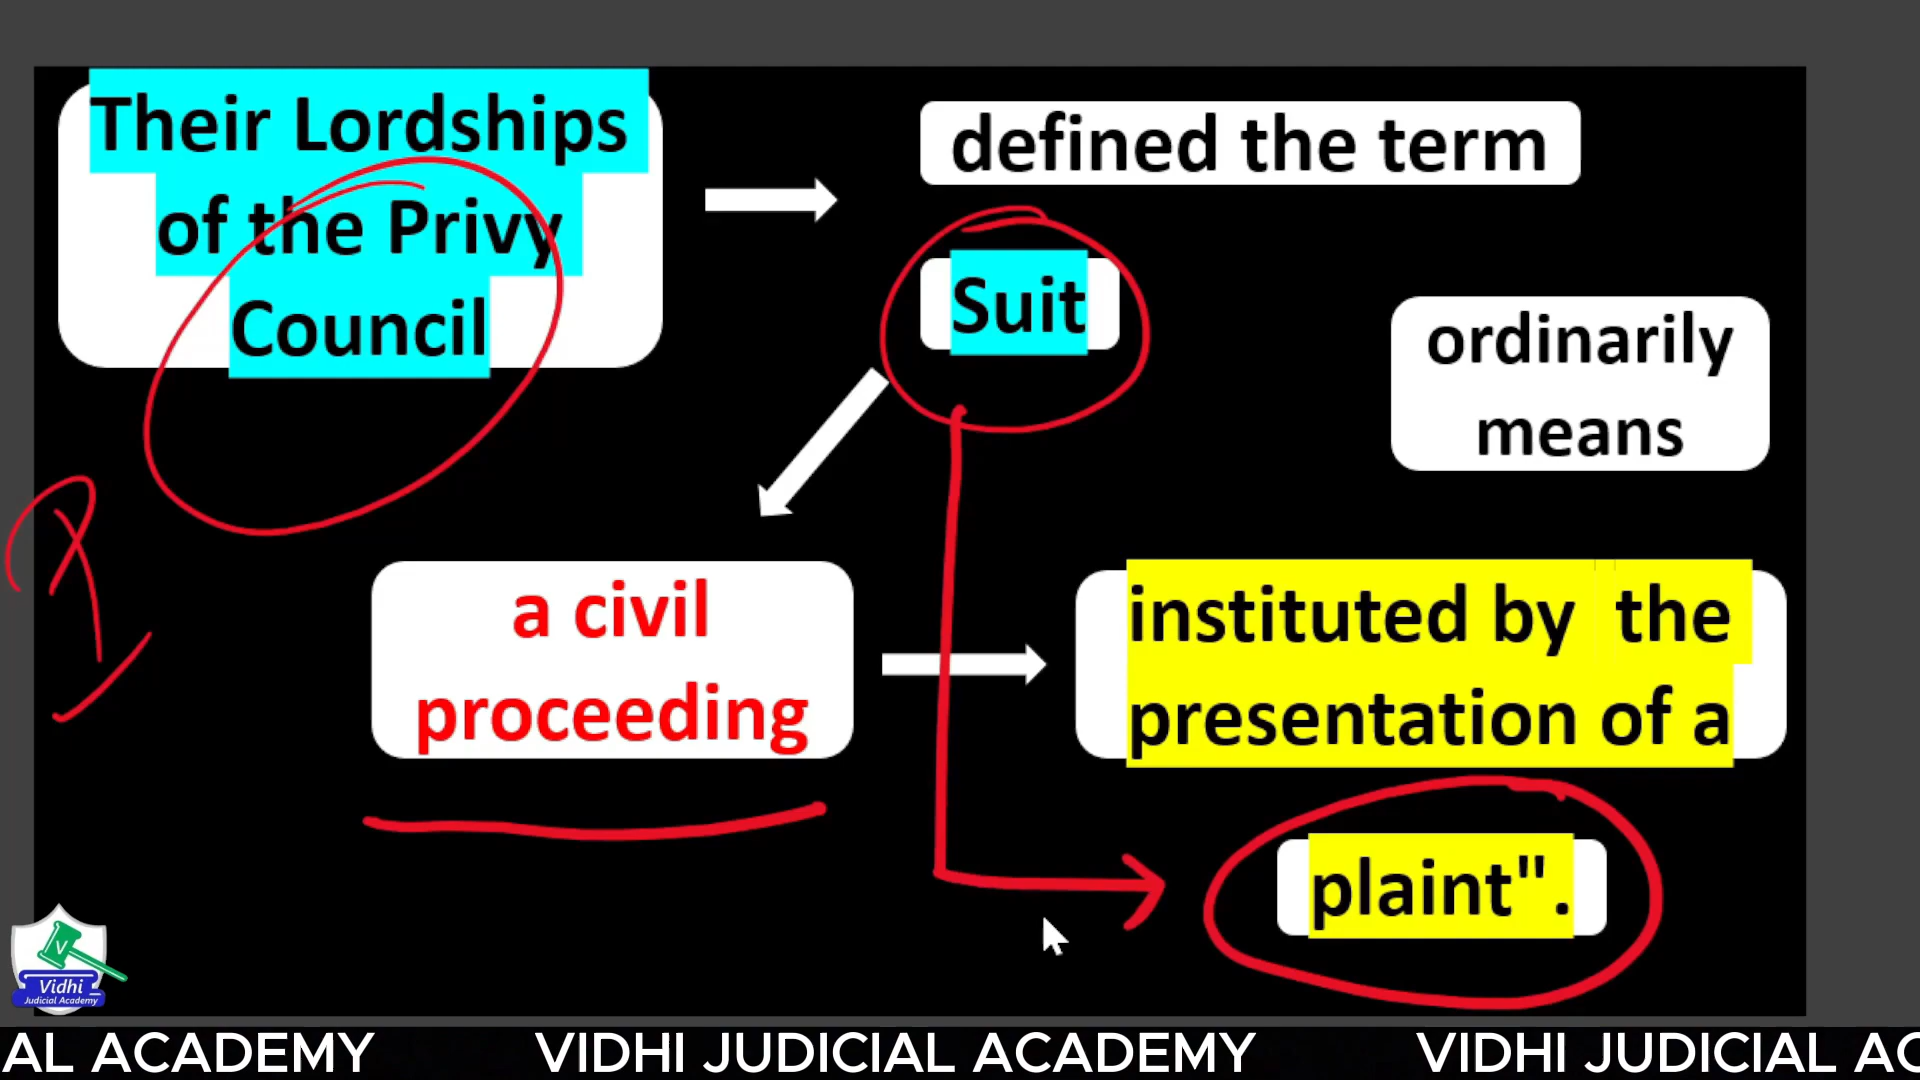 Their Lordships
of the Privy
Council
defined the term
Suit
ordinarily
means
a civil
proceeding
instituted by the
presentation of a
plaint".
V
Vidhi
Judicial Academy
AL ACADEMY VIDHI JUDICIAL ACADEMY VIDHI JUDICIAL AC